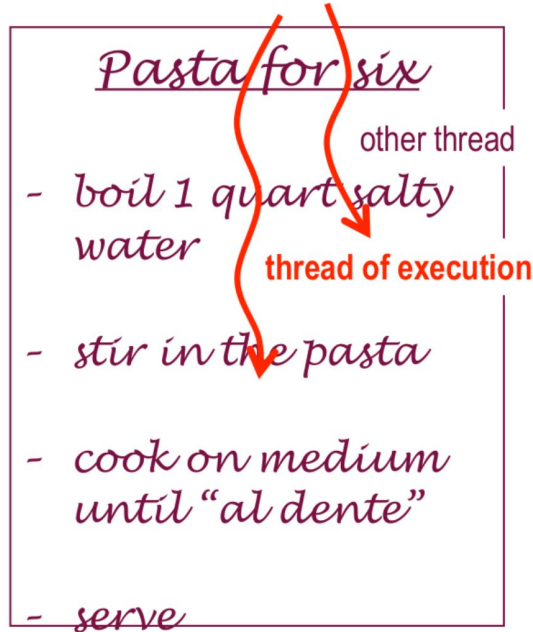 Pasta for six
other thread
- boil 1 quart salty
water
thread of execution
- stir in the pasta
- cook on medium
until “al dente”
- serve